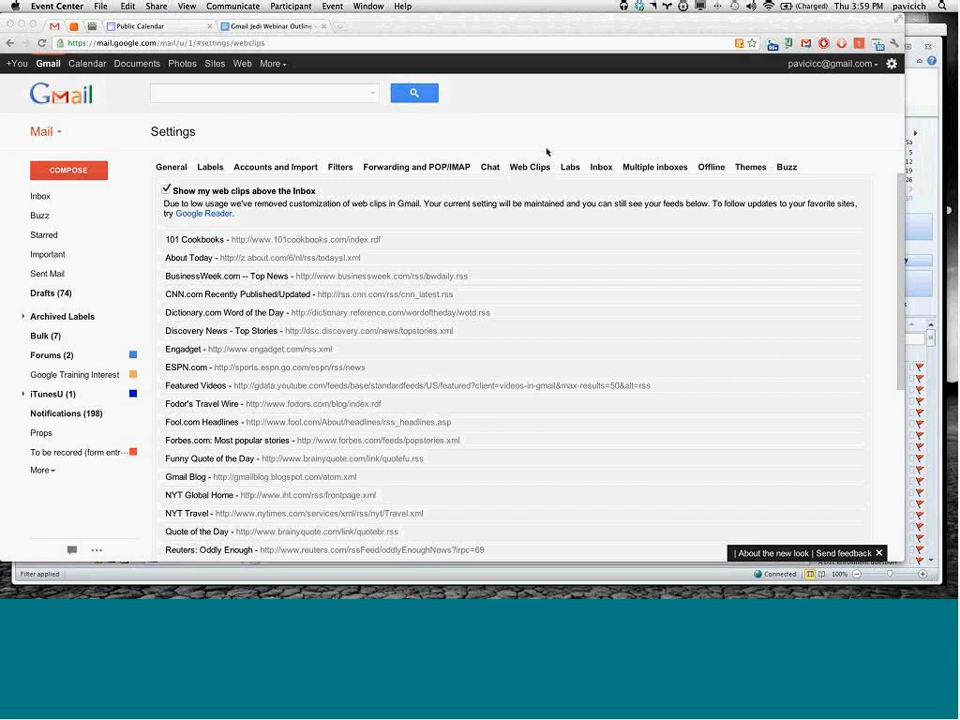 Event Center File Edit Share View Communicate Participant Event Window Help (Charged) Thu 3:59 PM pavicich
Public Calendar × Gmail Jedi Webinar Outline ×
https://mail.google.com/mail/u/1/#settings/webclips
+You Gmail Calendar Documents Photos Sites Web More pavicicc@gmail.com
Gmail
Mail Settings
COMPOSE General Labels Accounts and Import Filters Forwarding and POP/IMAP Chat Web Clips Labs Inbox Multiple inboxes Offline Themes Buzz
Show my web clips above the Inbox
Due to low usage we've removed customization of web clips in Gmail. Your current setting will be maintained and you can still see your feeds below. To follow updates to your favorite sites,
try Google Reader.
Inbox
Buzz
Starred
Important
Sent Mail
Drafts (74)
Archived Labels
Bulk (7)
Forums (2)
Google Training Interest
iTunesU (1)
Notifications (198)
Props
To be recored (form entr...
More
101 Cookbooks - http://www.101cookbooks.com/index.rdf
About Today - http://z.about.com/6/nl/rss/todaysl.xml
BusinessWeek.com -- Top News - http://www.businessweek.com/rss/bwdaily.rss
CNN.com Recently Published/Updated - http://rss.cnn.com/rss/cnn_latest.rss
Dictionary.com Word of the Day - http://dictionary.reference.com/wordoftheday/wotd.rss
Discovery News - Top Stories - http://dsc.discovery.com/news/topstories.xml
Engadget - http://www.engadget.com/rss.xml
ESPN.com - http://sports.espn.go.com/espn/rss/news
Featured Videos - http://gdata.youtube.com/feeds/base/standardfeeds/US/featured?client=videos-in-gmail&max-results=50&alt=rss
Fodor's Travel Wire - http://www.fodors.com/blog/index.rdf
Fool.com Headlines - http://www.fool.com/About/headlines/rss_headlines.asp
Forbes.com: Most popular stories - http://www.forbes.com/feeds/popstories.xml
Funny Quote of the Day - http://www.brainyquote.com/link/quotefu.rss
Gmail Blog - http://gmailblog.blogspot.com/atom.xml
NYT Global Home - http://www.iht.com/rss/frontpage.xml
NYT Travel - http://www.nytimes.com/services/xml/rss/nyt/Travel.xml
Quote of the Day - http://www.brainyquote.com/link/quotebr.rss
Reuters: Oddly Enough - http://www.reuters.com/rssFeed/oddlyEnoughNews?irpc=69
| About the new look | Send feedback ×
Sa
5
12
19
26
3
10
Filter applied Connected 100%